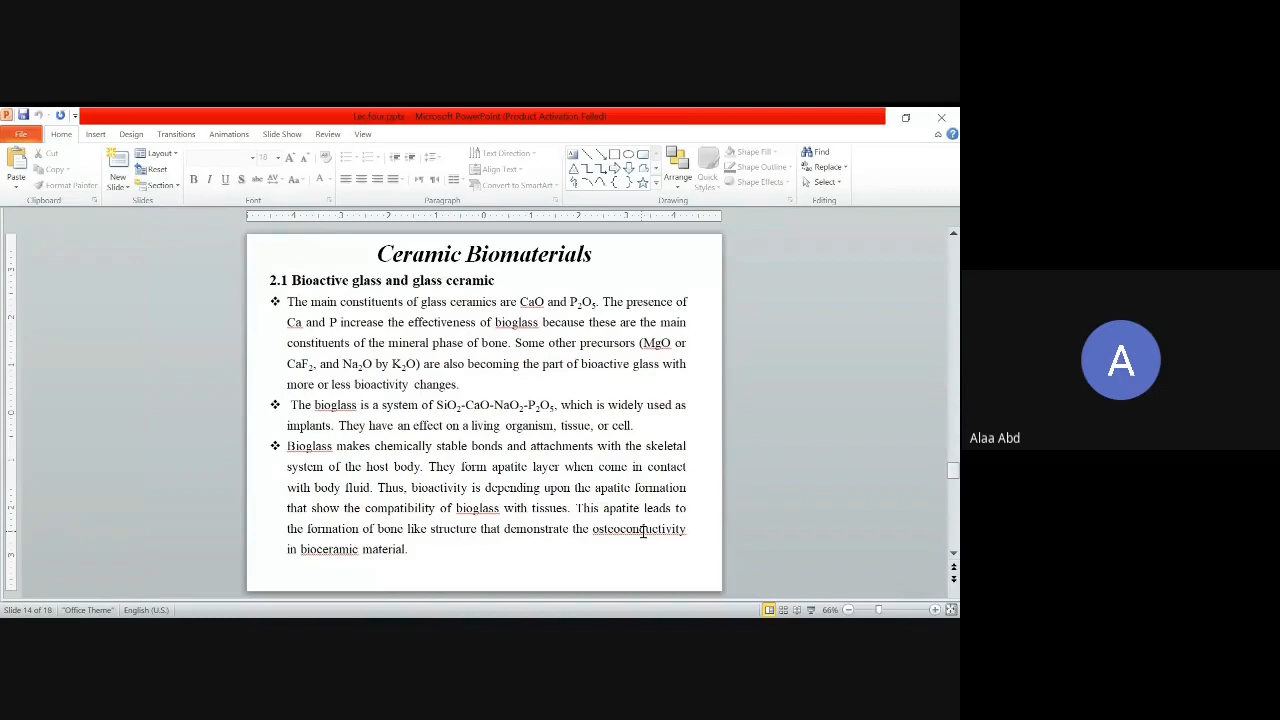 Lec.four.pptx - Microsoft PowerPoint (Product Activation Failed)
File Home Insert Design Transitions Animations Slide Show Review View
Paste Cut Copy Format Painter Clipboard
New Slide Layout Reset Section Slides
18 Font
Text Direction Align Text Convert to SmartArt Paragraph
Arrange Quick Styles Shape Fill Shape Outline Shape Effects Drawing
Find Replace Select Editing
Ceramic Biomaterials
2.1 Bioactive glass and glass ceramic
❖ The main constituents of glass ceramics are CaO and P₂O₅. The presence of
Ca and P increase the effectiveness of bioglass because these are the main
constituents of the mineral phase of bone. Some other precursors (MgO or
CaF₂, and Na₂O by K₂O) are also becoming the part of bioactive glass with
more or less bioactivity changes.
❖ The bioglass is a system of SiO₂-CaO-NaO₂-P₂O₅, which is widely used as
implants. They have an effect on a living organism, tissue, or cell.
❖ Bioglass makes chemically stable bonds and attachments with the skeletal
system of the host body. They form apatite layer when come in contact
with body fluid. Thus, bioactivity is depending upon the apatite formation
that show the compatibility of bioglass with tissues. This apatite leads to
the formation of bone like structure that demonstrate the osteoconductivity
in bioceramic material.
Slide 14 of 18 "Office Theme" English (U.S.) 66%
A
Alaa Abd